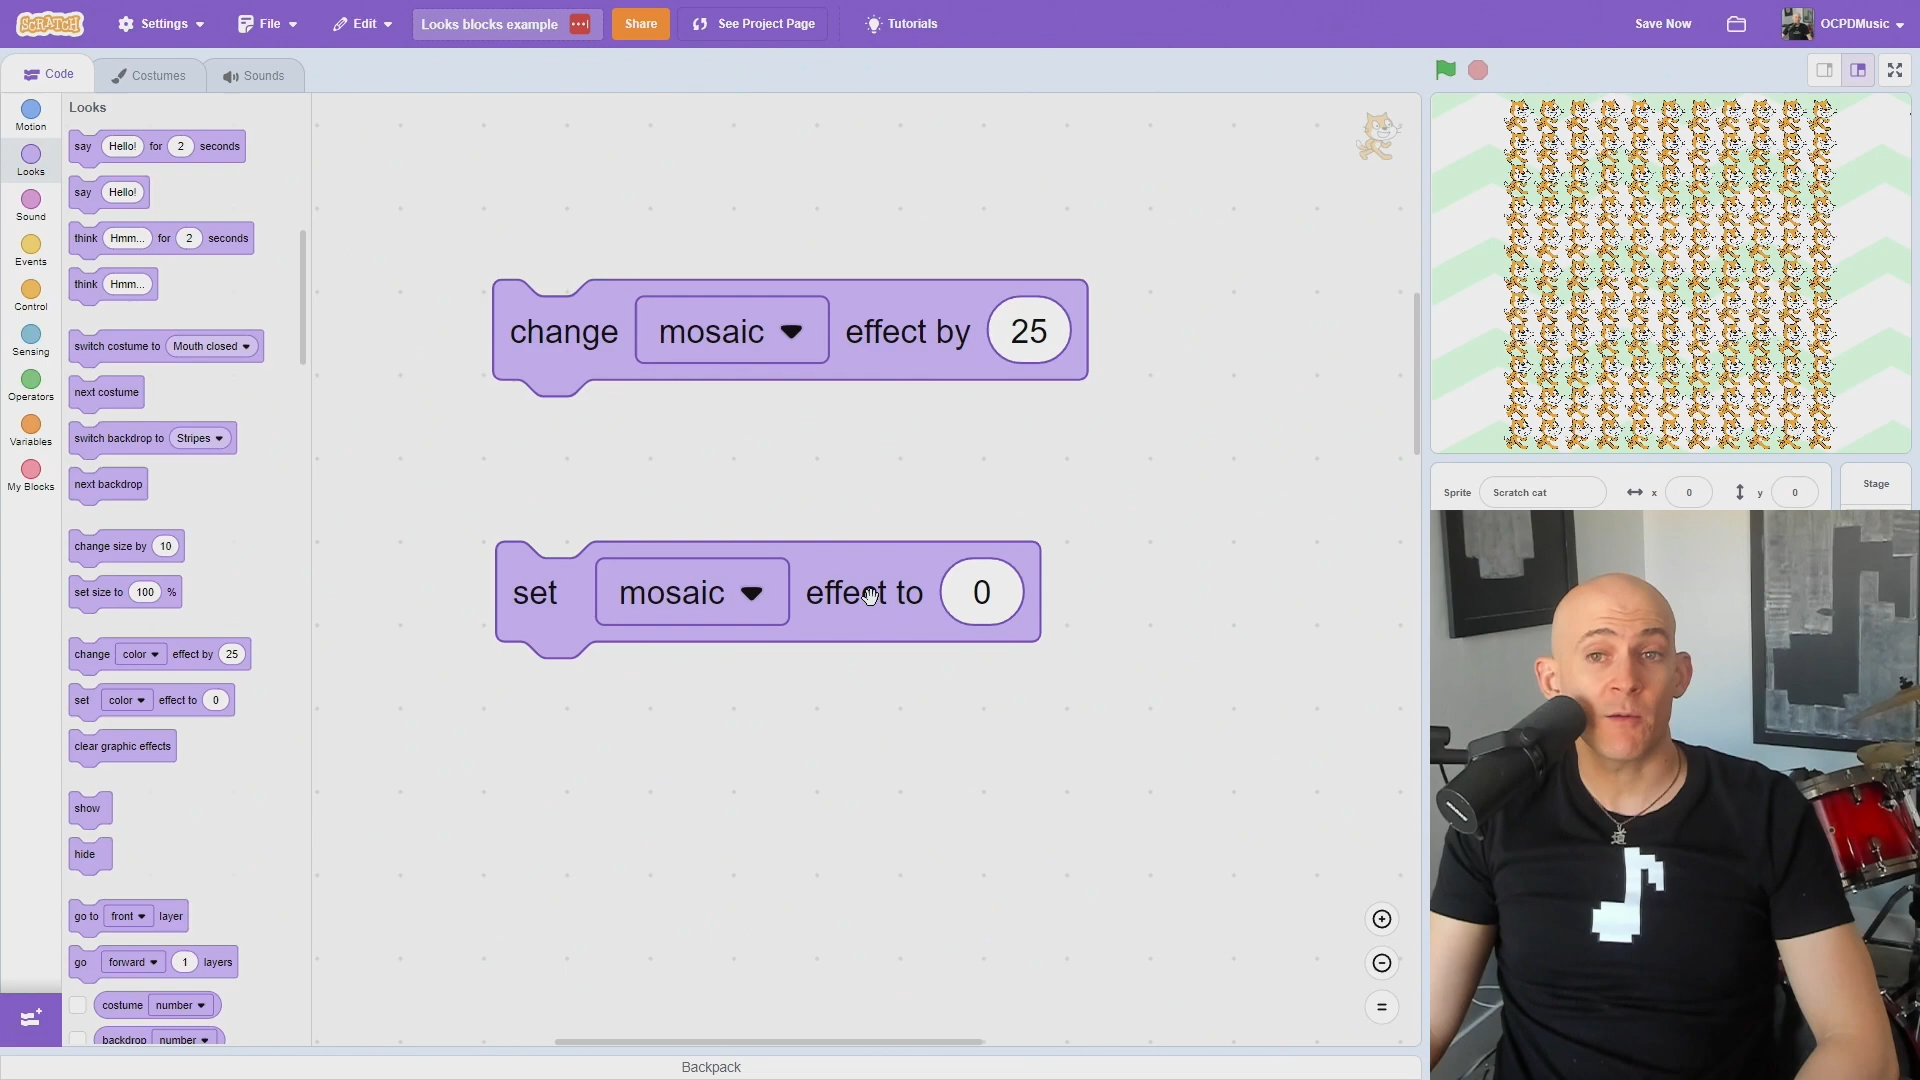 SCRATCH Settings File Edit Looks blocks example Share See Project Page Tutorials Save Now OCPDMusic
Code Costumes Sounds
Motion
Looks
Sound
Events
Control
Sensing
Operators
Variables
My Blocks
Looks
say Hello! for 2 seconds
say Hello!
think Hmm... for 2 seconds
think Hmm...
switch costume to Mouth closed
next costume
switch backdrop to Stripes
next backdrop
change size by 10
set size to 100 %
change color effect by 25
set color effect to 0
clear graphic effects
show
hide
go to front layer
go forward 1 layers
costume number
backdrop number
change mosaic effect by 25
set mosaic effect to 0
Sprite Scratch cat x 0 y 0
Stage
道
Backpack